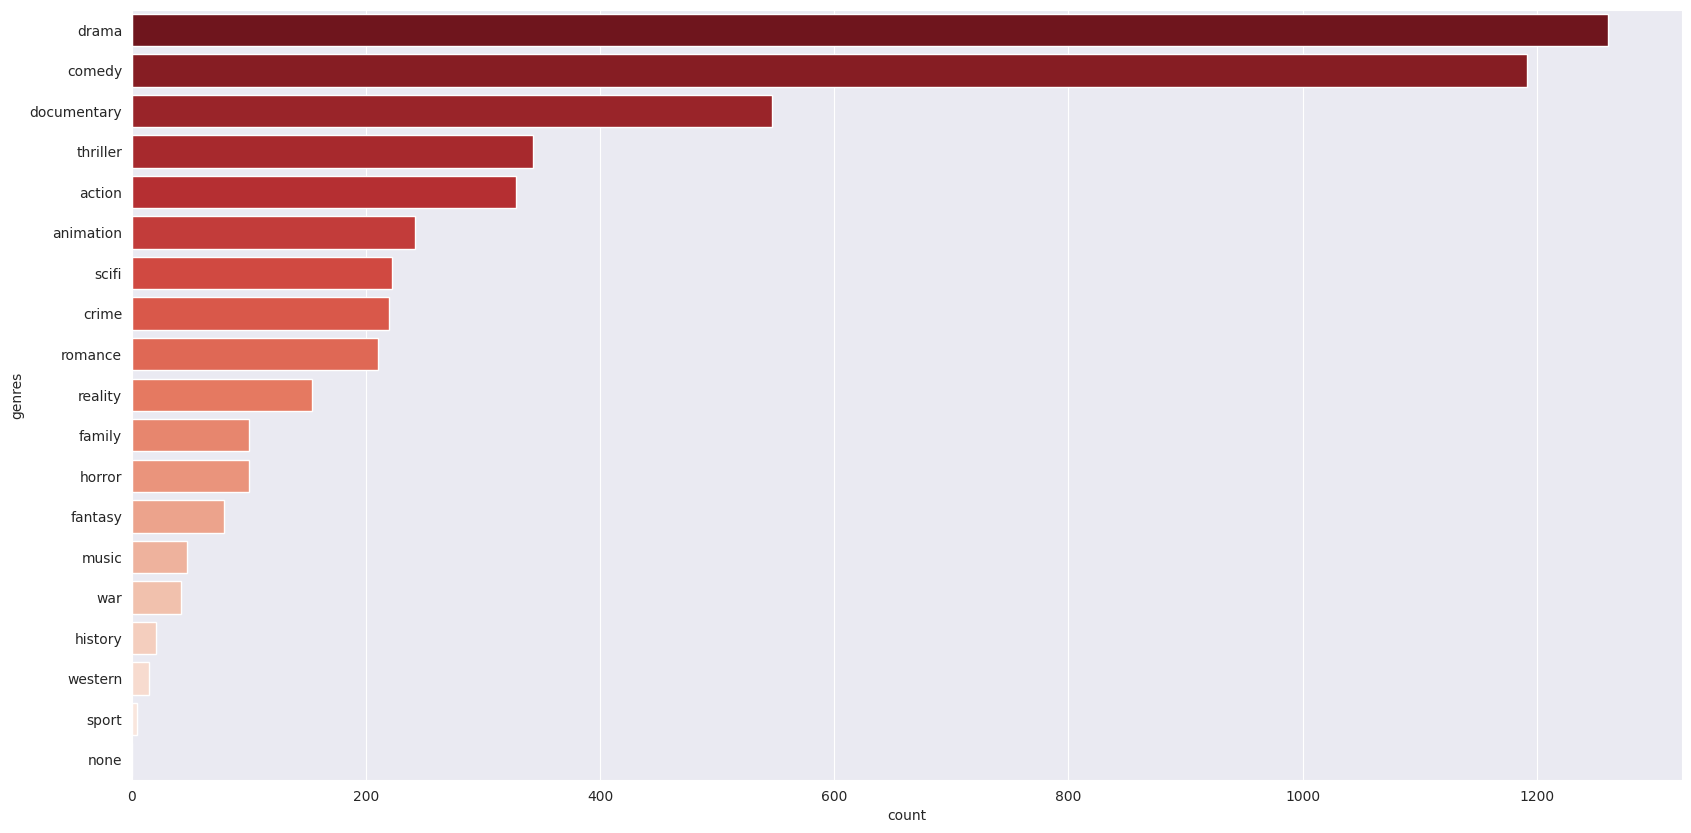 drama
comedy
documentary
thriller
action
animation
scifi
crime
romance
reality
family
horror
fantasy
music
war
history
western
sport
none
genres
0 200 400 600 800 1000 1200
count